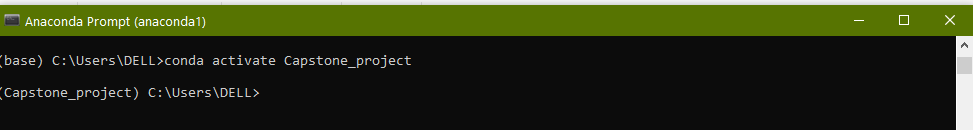 Anaconda Prompt (anaconda1)
(base) C:\Users\DELL>conda activate Capstone_project
(Capstone_project) C:\Users\DELL>